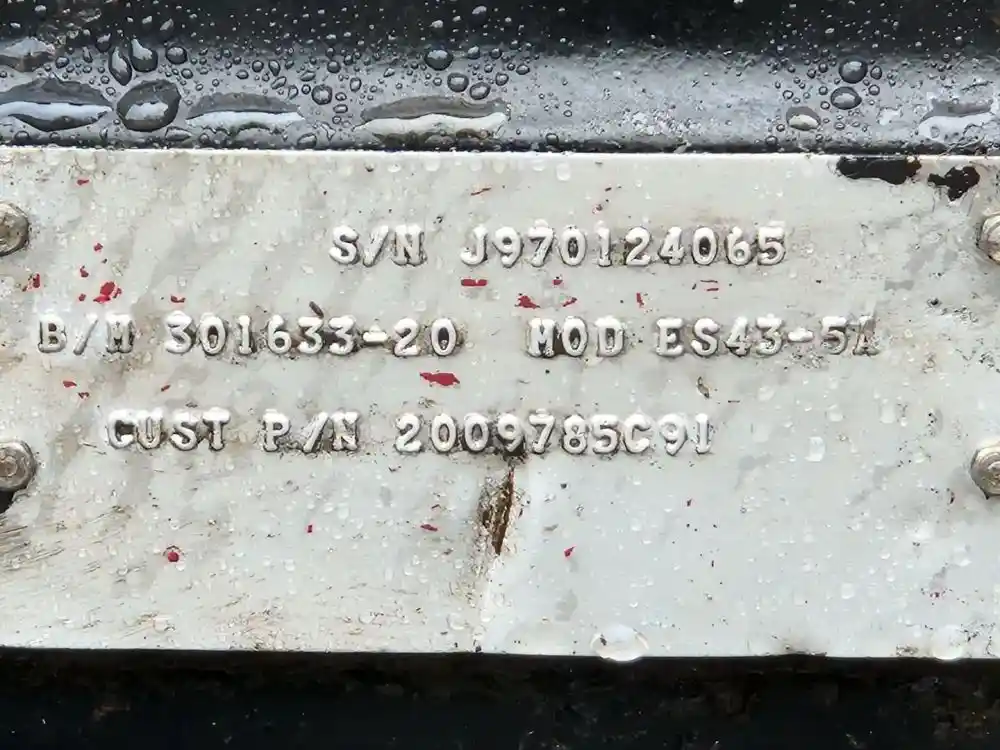 S/N J970124065
B/M 301633-20 MOD ES43-5A
CUST P/N 2009785C91